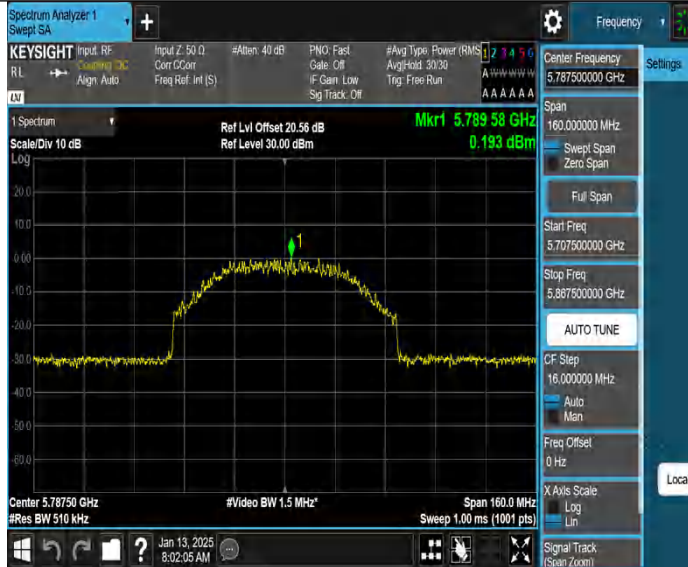 Spectrum Analyzer 1
Swept SA
+
Frequency
KEYSIGHT
RL
Input: RF
Coupling: DC
Align: Auto
Input Z: 50 Ω
Corr CCorr
Freq Ref: Int (S)
#Atten: 40 dB
PNO: Fast
Gate: Off
IF Gain: Low
Sig Track: Off
#Avg Type: Power (RMS
Avg|Hold: 30/30
Trig: Free Run
1 2 3 4 5 6
A W W W W W
A A A A A A
LXI
1 Spectrum
Scale/Div 10 dB
Log
Ref Lvl Offset 20.56 dB
Ref Level 30.00 dBm
Mkr1 5.789 58 GHz
0.193 dBm
20.0
10.0
0.00
-10.0
-20.0
-30.0
-40.0
-50.0
-60.0
1
Center 5.78750 GHz
#Res BW 510 kHz
#Video BW 1.5 MHz*
Span 160.0 MHz
Sweep 1.00 ms (1001 pts)
Center Frequency
5.787500000 GHz
Settings
Span
160.000000 MHz
Swept Span
Zero Span
Full Span
Start Freq
5.707500000 GHz
Stop Freq
5.867500000 GHz
AUTO TUNE
CF Step
16.000000 MHz
Auto
Man
Freq Offset
0 Hz
X Axis Scale
Log
Lin
Loca
Signal Track
(Span Zoom)
?
Jan 13, 2025
8:02:05 AM